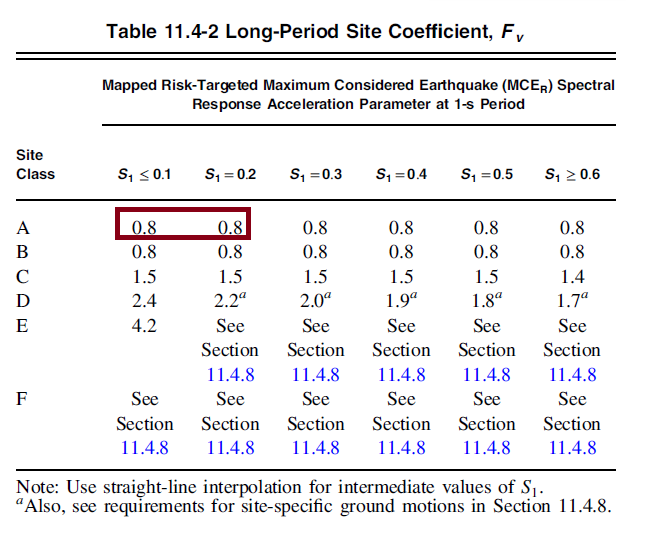 Table 11.4-2 Long-Period Site Coefficient, Fv
Mapped Risk-Targeted Maximum Considered Earthquake (MCER) Spectral
Response Acceleration Parameter at 1-s Period
Site
Class S1 ≤ 0.1 S1 = 0.2 S1 = 0.3 S1 = 0.4 S1 = 0.5 S1 ≥ 0.6
A 0.8 0.8 0.8 0.8 0.8 0.8
B 0.8 0.8 0.8 0.8 0.8 0.8
C 1.5 1.5 1.5 1.5 1.5 1.4
D 2.4 2.2a 2.0a 1.9a 1.8a 1.7a
E 4.2 See See See See See
Section Section Section Section Section
11.4.8 11.4.8 11.4.8 11.4.8 11.4.8
F See See See See See See
Section Section Section Section Section Section
11.4.8 11.4.8 11.4.8 11.4.8 11.4.8 11.4.8
Note: Use straight-line interpolation for intermediate values of S1.
aAlso, see requirements for site-specific ground motions in Section 11.4.8.